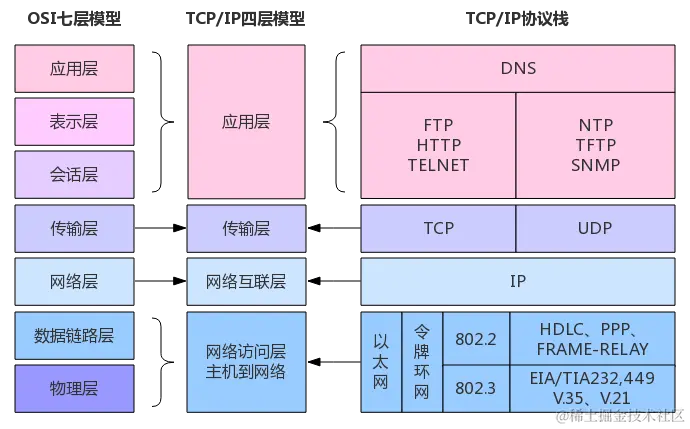 OSI七层模型
TCP/IP四层模型
TCP/IP协议栈
应用层
表示层
会话层
传输层
网络层
数据链路层
物理层
应用层
传输层
网络互联层
网络访问层
主机到网络
DNS
FTP
HTTP
TELNET
NTP
TFTP
SNMP
TCP
UDP
IP
以太网
令牌环网
802.2
HDLC、PPP、
FRAME-RELAY
802.3
EIA/TIA232,449
V.35、V.21
@稀土掘金技术社区